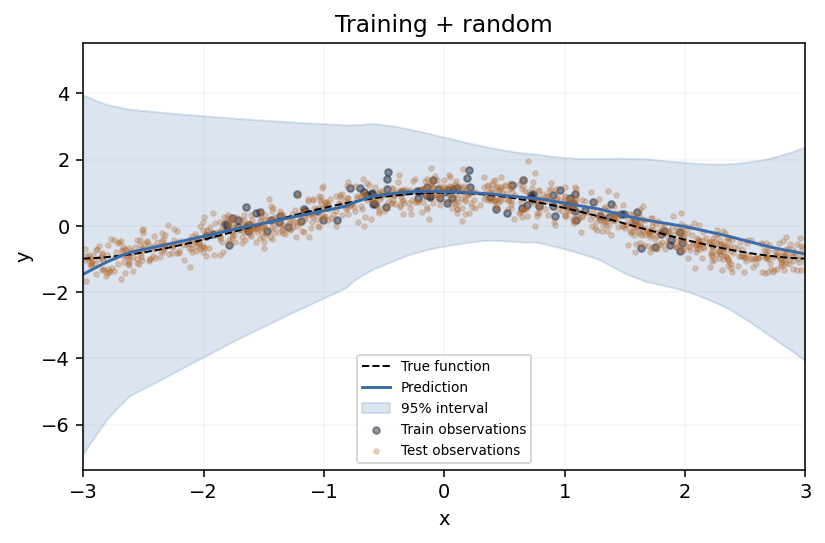 Training + random
4
2
0
−2
−4
−6
y
True function
Prediction
95% interval
Train observations
Test observations
−3 −2 −1 0 1 2 3
x